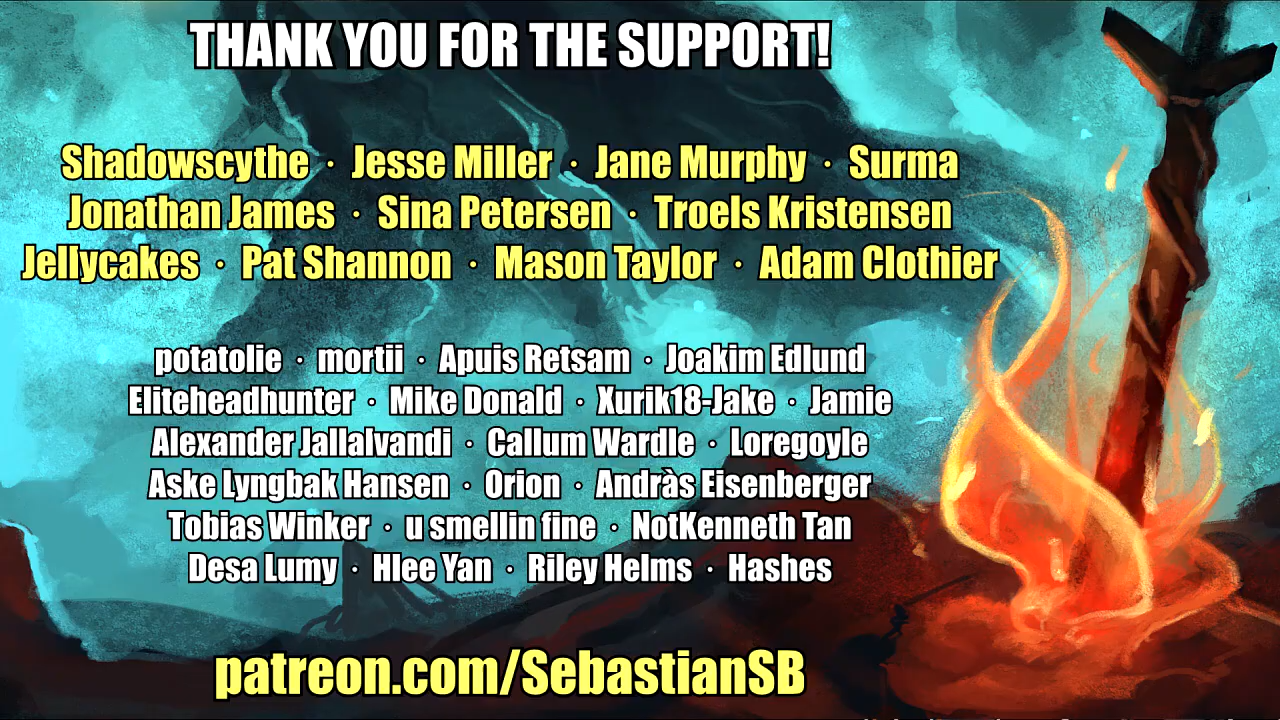 THANK YOU FOR THE SUPPORT!
Shadowscythe · Jesse Miller · Jane Murphy · Surma
Jonathan James · Sina Petersen · Troels Kristensen
Jellycakes · Pat Shannon · Mason Taylor · Adam Clothier
potatolie · mortii · Apuis Retsam · Joakim Edlund
Eliteheadhunter · Mike Donald · Xurik18-Jake · Jamie
Alexander Jallalvandi · Callum Wardle · Loregoyle
Aske Lyngbak Hansen · Orion · Andràs Eisenberger
Tobias Winker · u smellin fine · NotKenneth Tan
Desa Lumy · Hlee Yan · Riley Helms · Hashes
patreon.com/SebastianSB